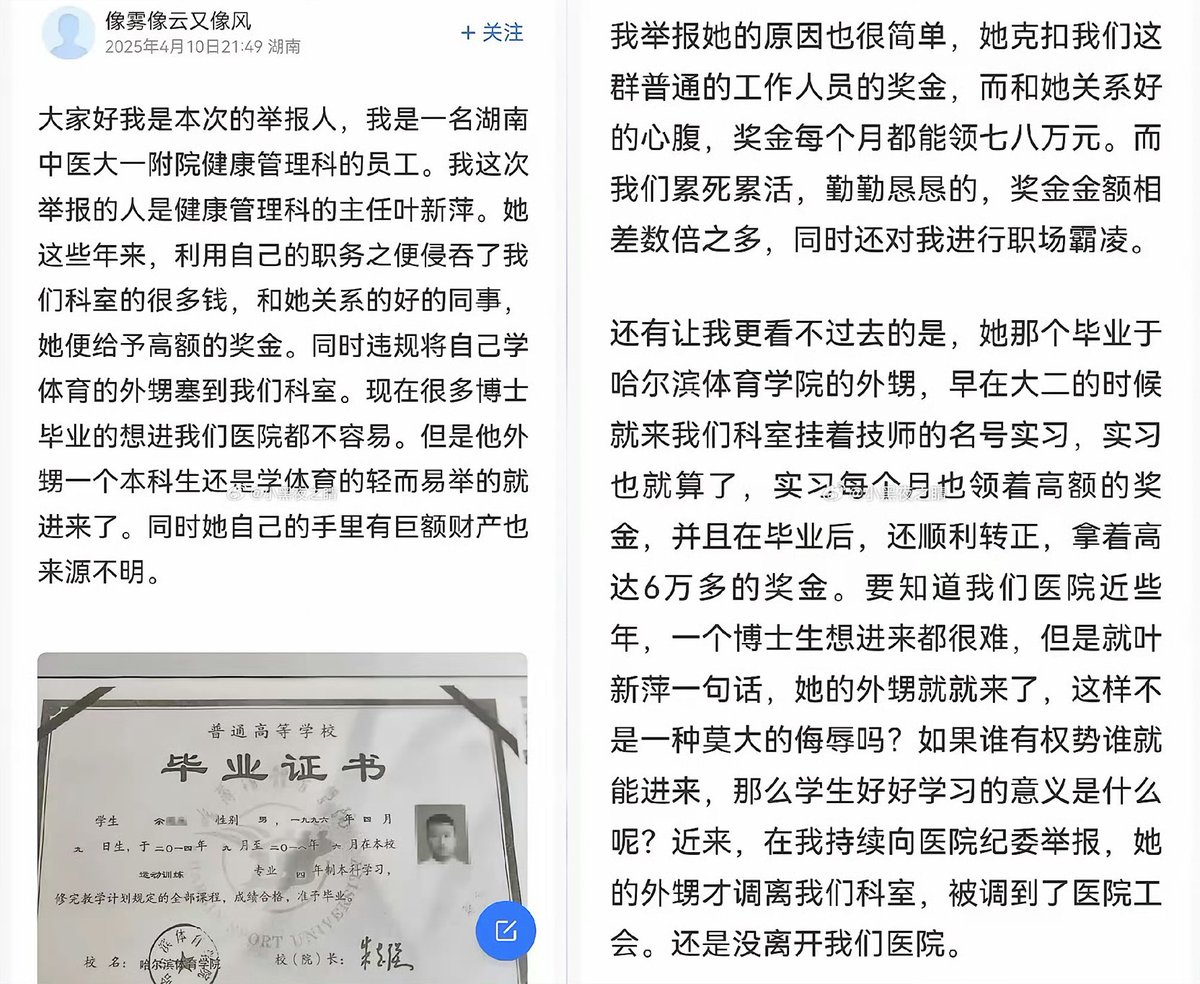 像雾像云又像风
2025年4月10日21:49 湖南
+ 关注
大家好我是本次的举报人，我是一名湖南
中医大一附院健康管理科的员工。我这次
举报的人是健康管理科的主任叶新萍。她
这些年来，利用自己的职务之便侵吞了我
们科室的很多钱，和她关系的好的同事，
她便给予高额的奖金。同时违规将自己学
体育的外甥塞到我们科室。现在很多博士
毕业的想进我们医院都不容易。但是他外
甥一个本科生还是学体育的轻而易举的就
进来了。同时她自己的手里有巨额财产也
来源不明。
普通高等学校
毕业证书
学生 余 性别 男，一九九六年 四 月
九 日生，于二〇一四年 九 月至二〇一八年 六 月在本校
运动训练 专业 四 年制本科学习，
修完教学计划规定的全部课程，成绩合格，准予毕业。
校 名： 哈尔滨体育学院 校（院）长：
我举报她的原因也很简单，她克扣我们这
群普通的工作人员的奖金，而和她关系好
的心腹，奖金每个月都能领七八万元。而
我们累死累活，勤勤恳恳的，奖金金额相
差数倍之多，同时还对我进行职场霸凌。
还有让我更看不过去的是，她那个毕业于
哈尔滨体育学院的外甥，早在大二的时候
就来我们科室挂着技师的名号实习，实习
也就算了，实习每个月也领着高额的奖
金，并且在毕业后，还顺利转正，拿着高
达6万多的奖金。要知道我们医院近些
年，一个博士生想进来都很难，但是就叶
新萍一句话，她的外甥就就来了，这样不
是一种莫大的侮辱吗？如果谁有权势谁就
能进来，那么学生好好学习的意义是什么
呢？近来，在我持续向医院纪委举报，她
的外甥才调离我们科室，被调到了医院工
会。还是没离开我们医院。